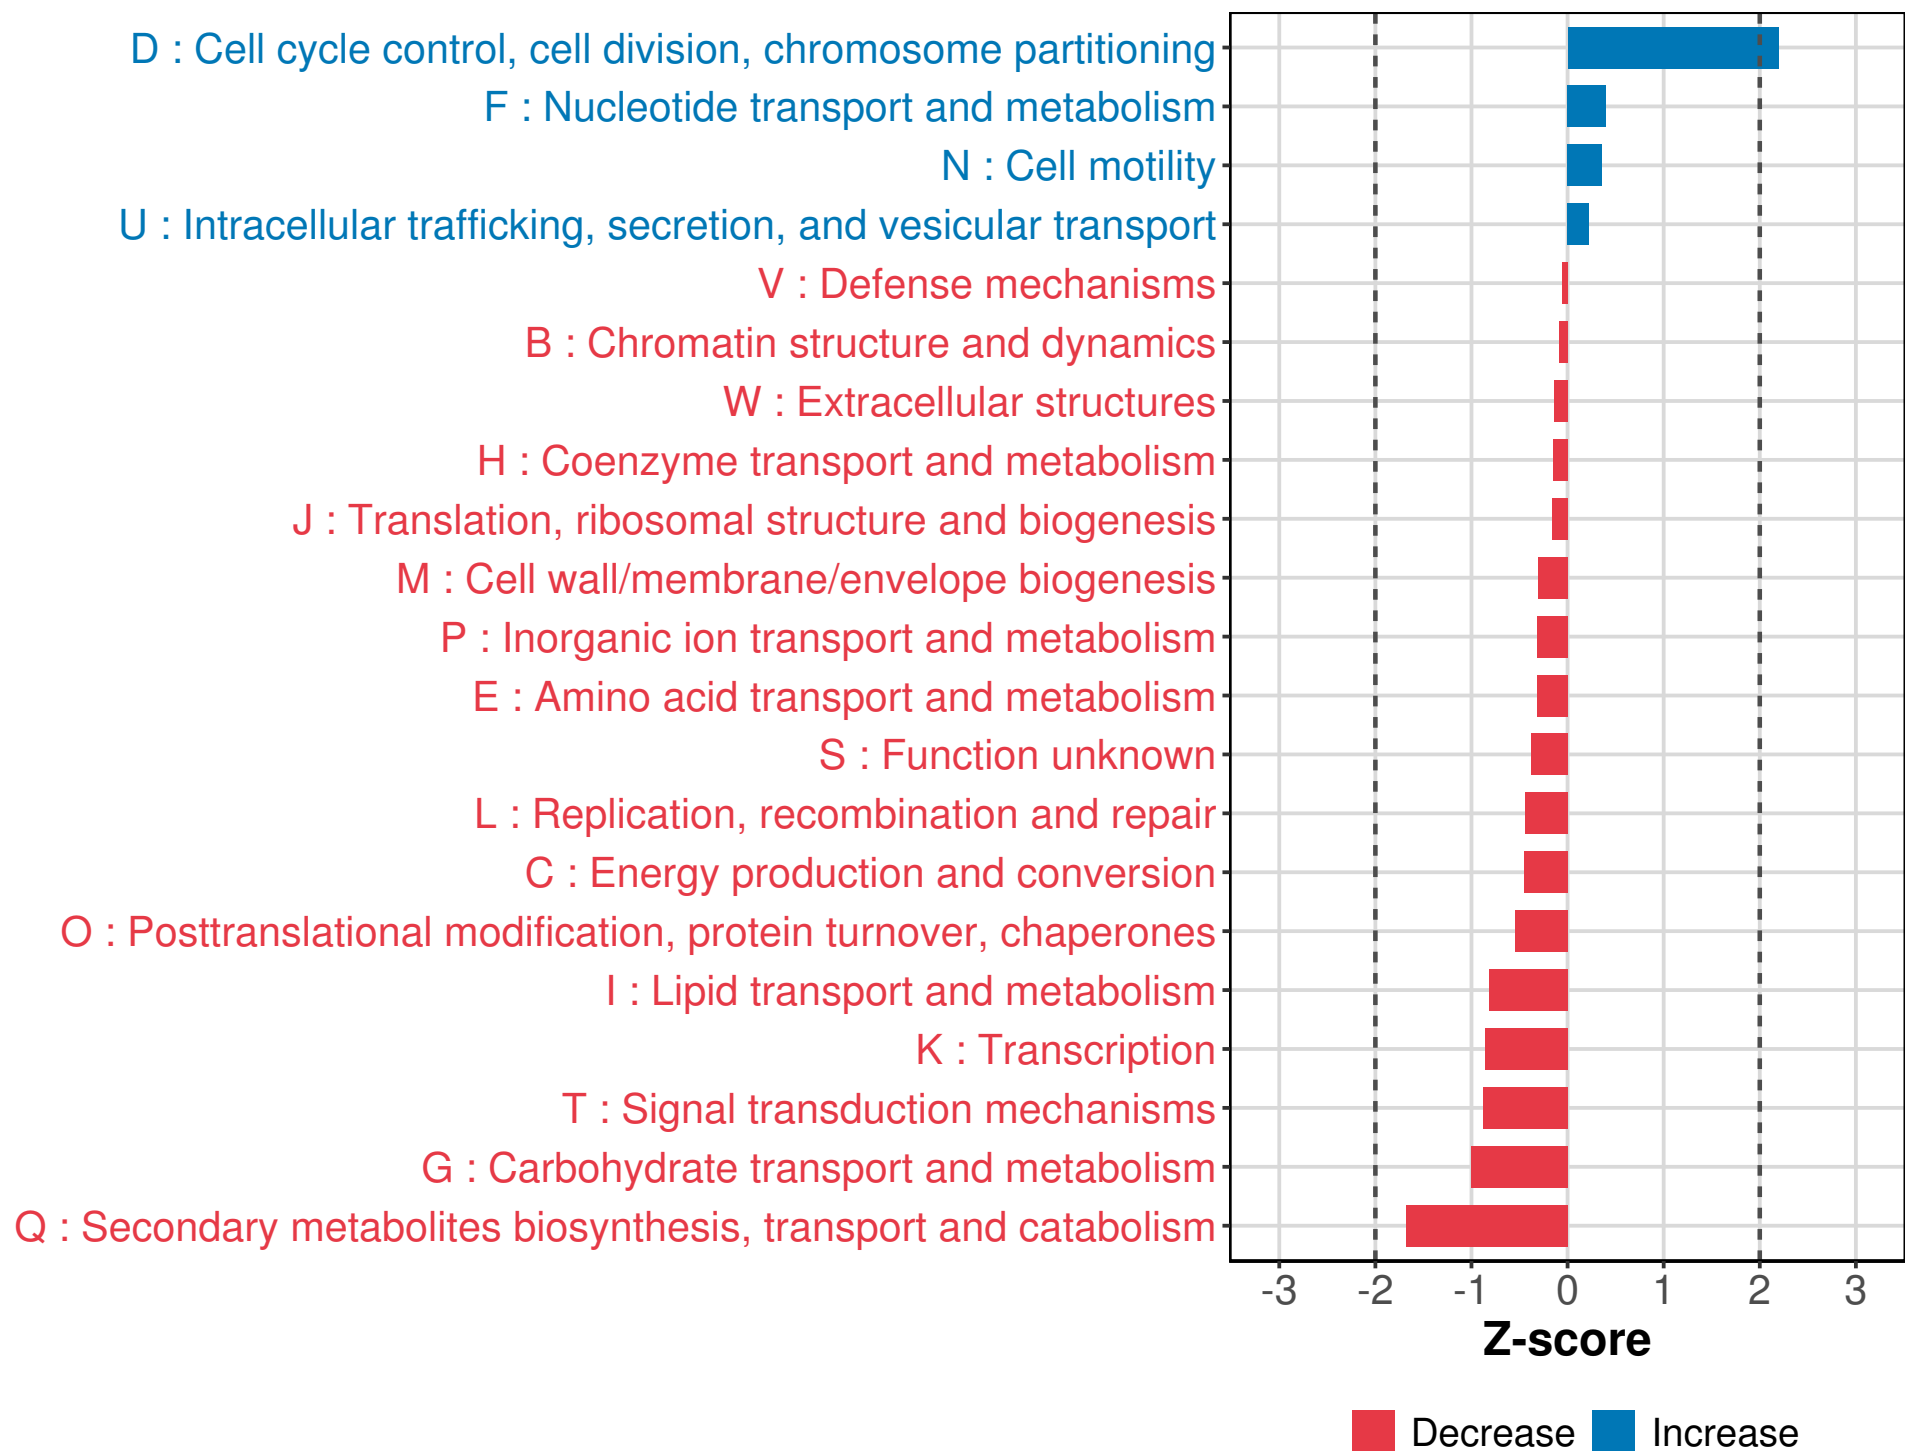 D : Cell cycle control, cell division, chromosome partitioning
F : Nucleotide transport and metabolism
N : Cell motility
U : Intracellular trafficking, secretion, and vesicular transport
V : Defense mechanisms
B : Chromatin structure and dynamics
W : Extracellular structures
H : Coenzyme transport and metabolism
J : Translation, ribosomal structure and biogenesis
M : Cell wall/membrane/envelope biogenesis
P : Inorganic ion transport and metabolism
E : Amino acid transport and metabolism
S : Function unknown
L : Replication, recombination and repair
C : Energy production and conversion
O : Posttranslational modification, protein turnover, chaperones
I : Lipid transport and metabolism
K : Transcription
T : Signal transduction mechanisms
G : Carbohydrate transport and metabolism
Q : Secondary metabolites biosynthesis, transport and catabolism
-3 -2 -1 0 1 2 3
Z-score
Decrease Increase